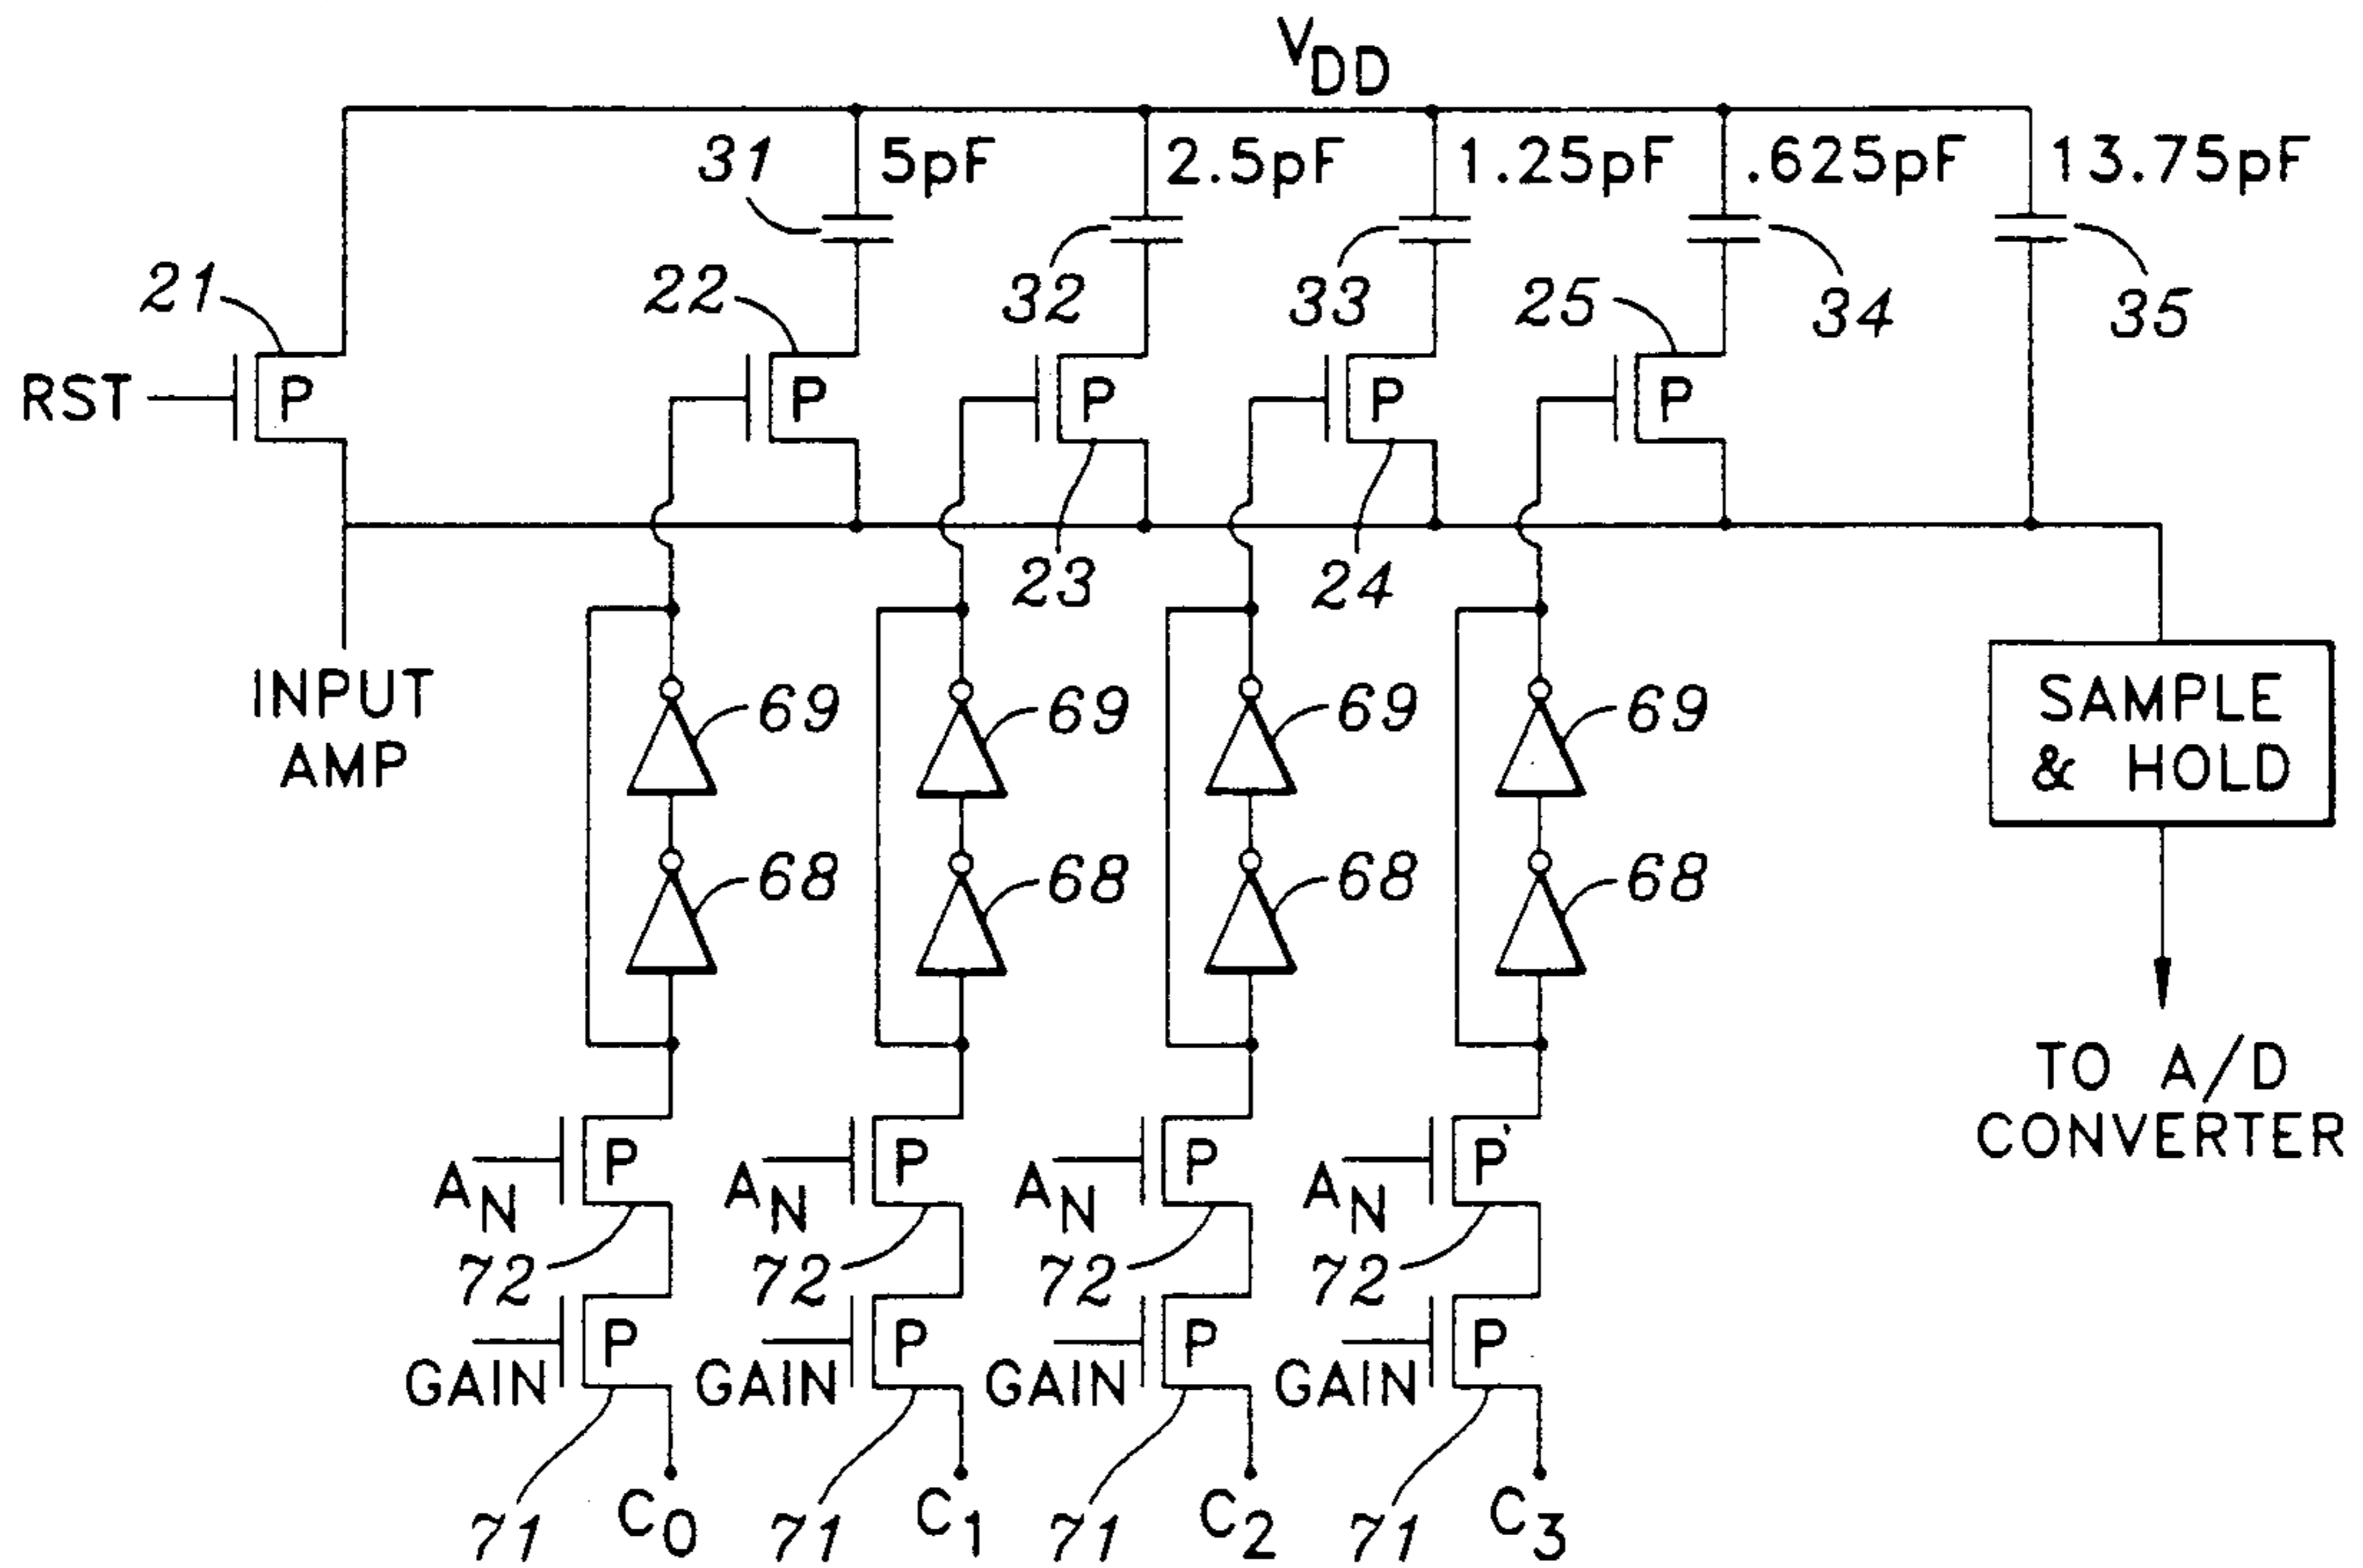 VDD
31 5pF 2.5pF 1.25pF .625pF 13.75pF
21 22 32 33 25 34 35
RST P P P P P
23 24
INPUT
AMP
69 69 69 69
SAMPLE
& HOLD
68 68 68 68
TO A/D
CONVERTER
AN P AN P AN P AN P
72 72 72 72
GAIN P GAIN P GAIN P GAIN P
71 C0 71 C1 71 C2 71 C3